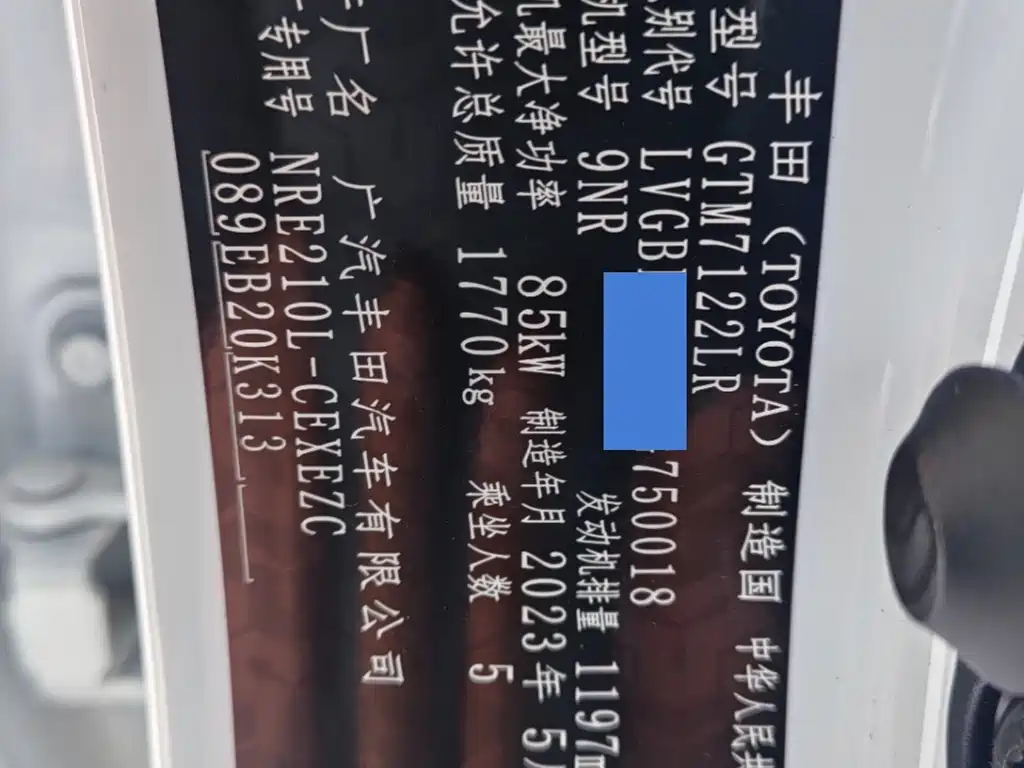 丰田（TOYOTA） 制造国 中华人民共
型号 GTM7122LR
别代号 LVGB 7500018
机型号 9NR 发动机排量 1197m
机最大净功率 85kW 制造年月 2023年 5月
允许总质量 1770kg 乘坐人数 5
厂名 广汽丰田汽车有限公司
专用号 NRE210L-CEXEZC
089EB20K313